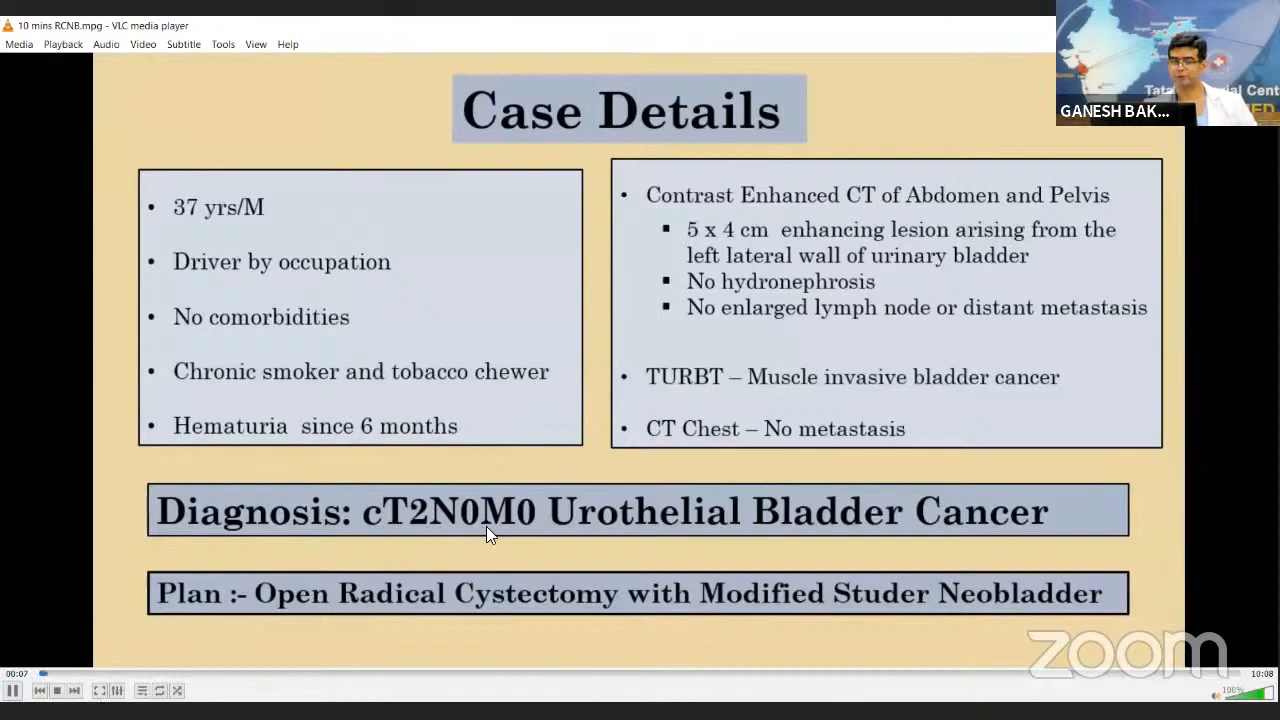 10 mins RCNB.mpg - VLC media player
Media Playback Audio Video Subtitle Tools View Help
GANESH BAK...
Case Details
• 37 yrs/M
• Driver by occupation
• No comorbidities
• Chronic smoker and tobacco chewer
• Hematuria since 6 months
• Contrast Enhanced CT of Abdomen and Pelvis
▪ 5 x 4 cm enhancing lesion arising from the
left lateral wall of urinary bladder
▪ No hydronephrosis
▪ No enlarged lymph node or distant metastasis
• TURBT – Muscle invasive bladder cancer
• CT Chest – No metastasis
Diagnosis: cT2N0M0 Urothelial Bladder Cancer
Plan :- Open Radical Cystectomy with Modified Studer Neobladder
zoom
00:07
10:08
100%